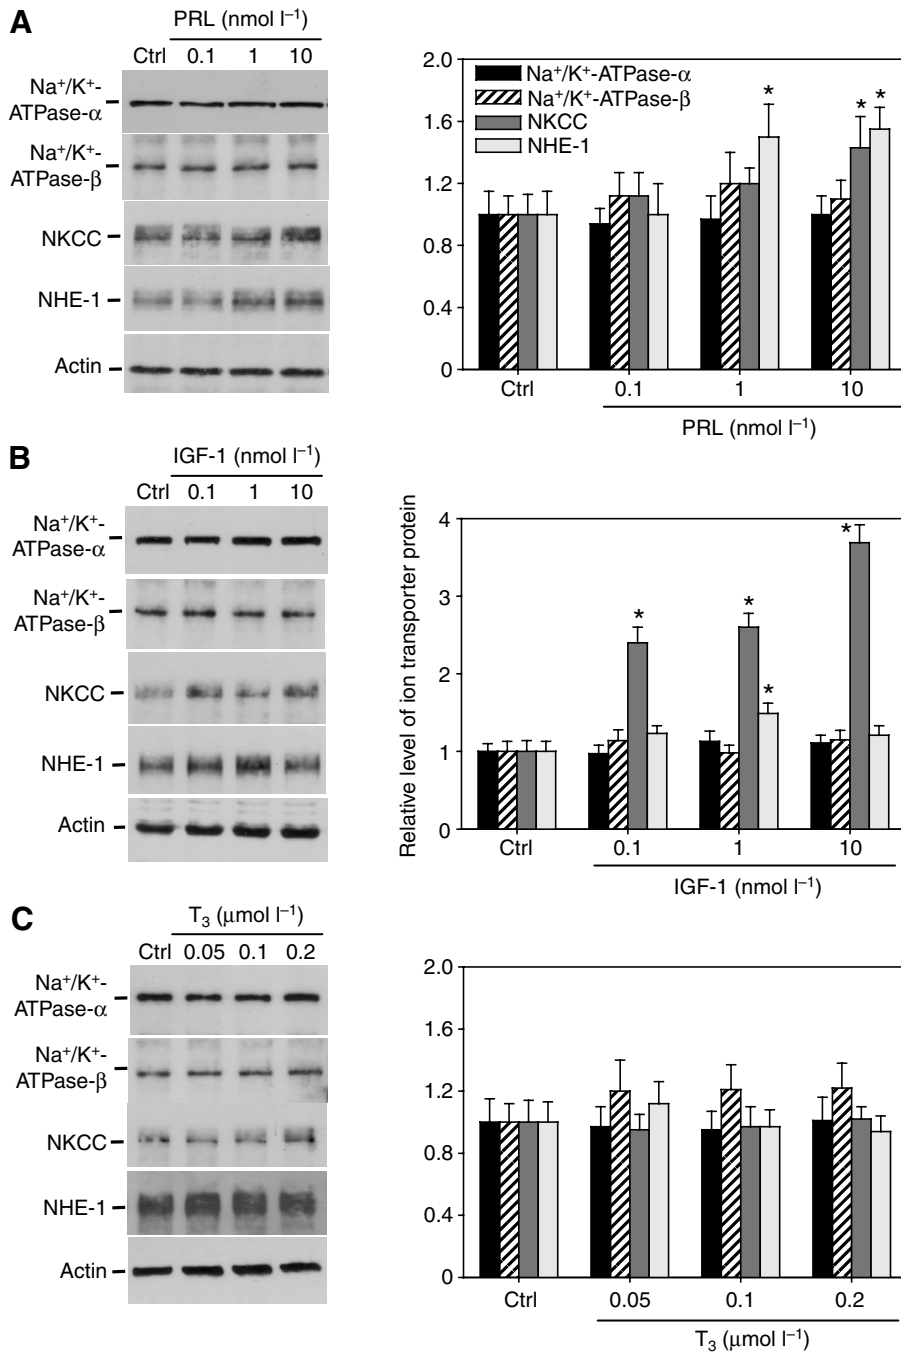 A
PRL (nmol l⁻¹)
Ctrl 0.1 1 10
Na⁺/K⁺-
ATPase-α
Na⁺/K⁺-
ATPase-β
NKCC
NHE-1
Actin
2.0
1.6
1.2
0.8
0.4
0
Na⁺/K⁺-ATPase-α
Na⁺/K⁺-ATPase-β
NKCC
NHE-1
* * *
Ctrl 0.1 1 10
PRL (nmol l⁻¹)
B
IGF-1 (nmol l⁻¹)
Ctrl 0.1 1 10
Na⁺/K⁺-
ATPase-α
Na⁺/K⁺-
ATPase-β
NKCC
NHE-1
Actin
Relative level of ion transporter protein
4
3
2
1
0
* * * *
Ctrl 0.1 1 10
IGF-1 (nmol l⁻¹)
C
T₃ (μmol l⁻¹)
Ctrl 0.05 0.1 0.2
Na⁺/K⁺-
ATPase-α
Na⁺/K⁺-
ATPase-β
NKCC
NHE-1
Actin
2.0
1.6
1.2
0.8
0.4
0
Ctrl 0.05 0.1 0.2
T₃ (μmol l⁻¹)